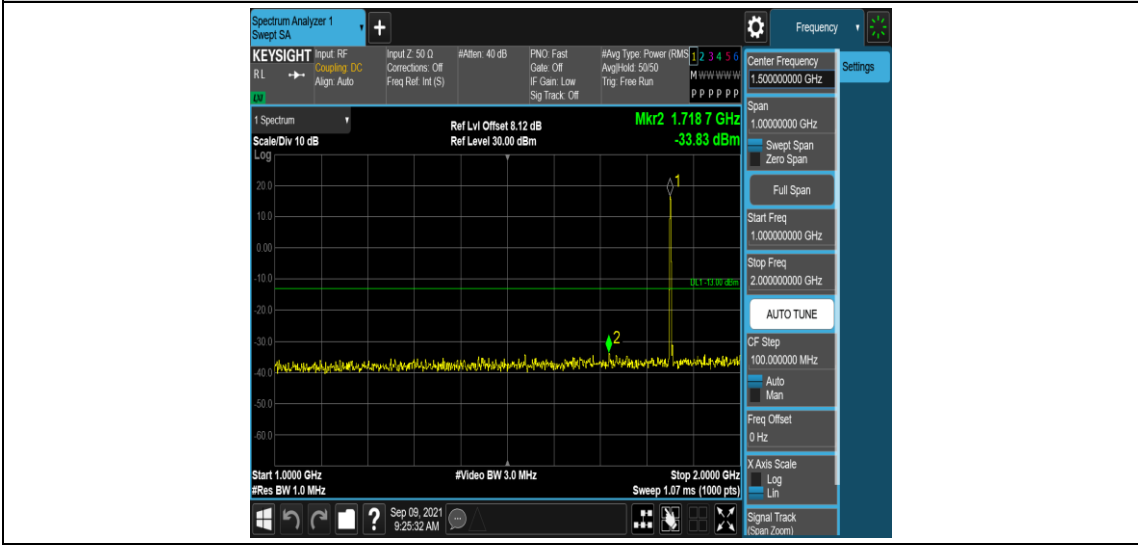 Spectrum Analyzer 1
Swept SA
+
Frequency
KEYSIGHT
RL
Input: RF
Coupling: DC
Align: Auto
Input Z: 50 Ω
Corrections: Off
Freq Ref: Int (S)
#Atten: 40 dB
PNO: Fast
Gate: Off
IF Gain: Low
Sig Track: Off
#Avg Type: Power (RMS
Avg|Hold: 50/50
Trig: Free Run
1 2 3 4 5 6
M W W W W W
P P P P P P
1 Spectrum
Scale/Div 10 dB
Ref Lvl Offset 8.12 dB
Ref Level 30.00 dBm
Mkr2 1.718 7 GHz
-33.83 dBm
Log
20.0
10.0
0.00
-10.0
-20.0
-30.0
-40.0
-50.0
-60.0
1
DL1 -13.00 dBm
2
Start 1.0000 GHz
#Res BW 1.0 MHz
#Video BW 3.0 MHz
Stop 2.0000 GHz
Sweep 1.07 ms (1000 pts)
?
Sep 09, 2021
9:25:32 AM
Center Frequency
1.500000000 GHz
Settings
Span
1.00000000 GHz
Swept Span
Zero Span
Full Span
Start Freq
1.000000000 GHz
Stop Freq
2.000000000 GHz
AUTO TUNE
CF Step
100.000000 MHz
Auto
Man
Freq Offset
0 Hz
X Axis Scale
Log
Lin
Signal Track
(Span Zoom)